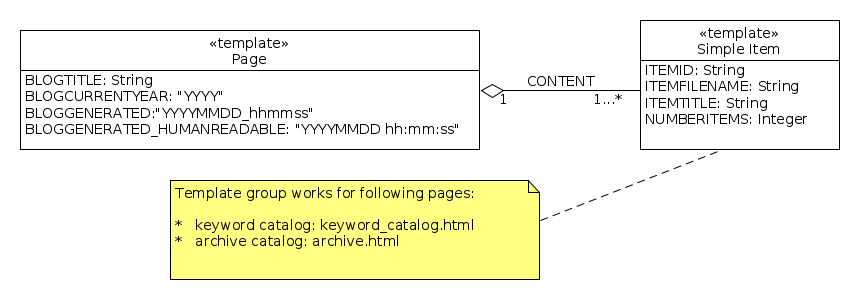 «template»
Page
BLOGTITLE: String
BLOGCURRENTYEAR: "YYYY"
BLOGGENERATED:"YYYYMMDD_hhmmss"
BLOGGENERATED_HUMANREADABLE: "YYYYMMDD hh:mm:ss"
CONTENT
1
1...*
«template»
Simple Item
ITEMID: String
ITEMFILENAME: String
ITEMTITLE: String
NUMBERITEMS: Integer
Template group works for following pages:
* keyword catalog: keyword_catalog.html
* archive catalog: archive.html